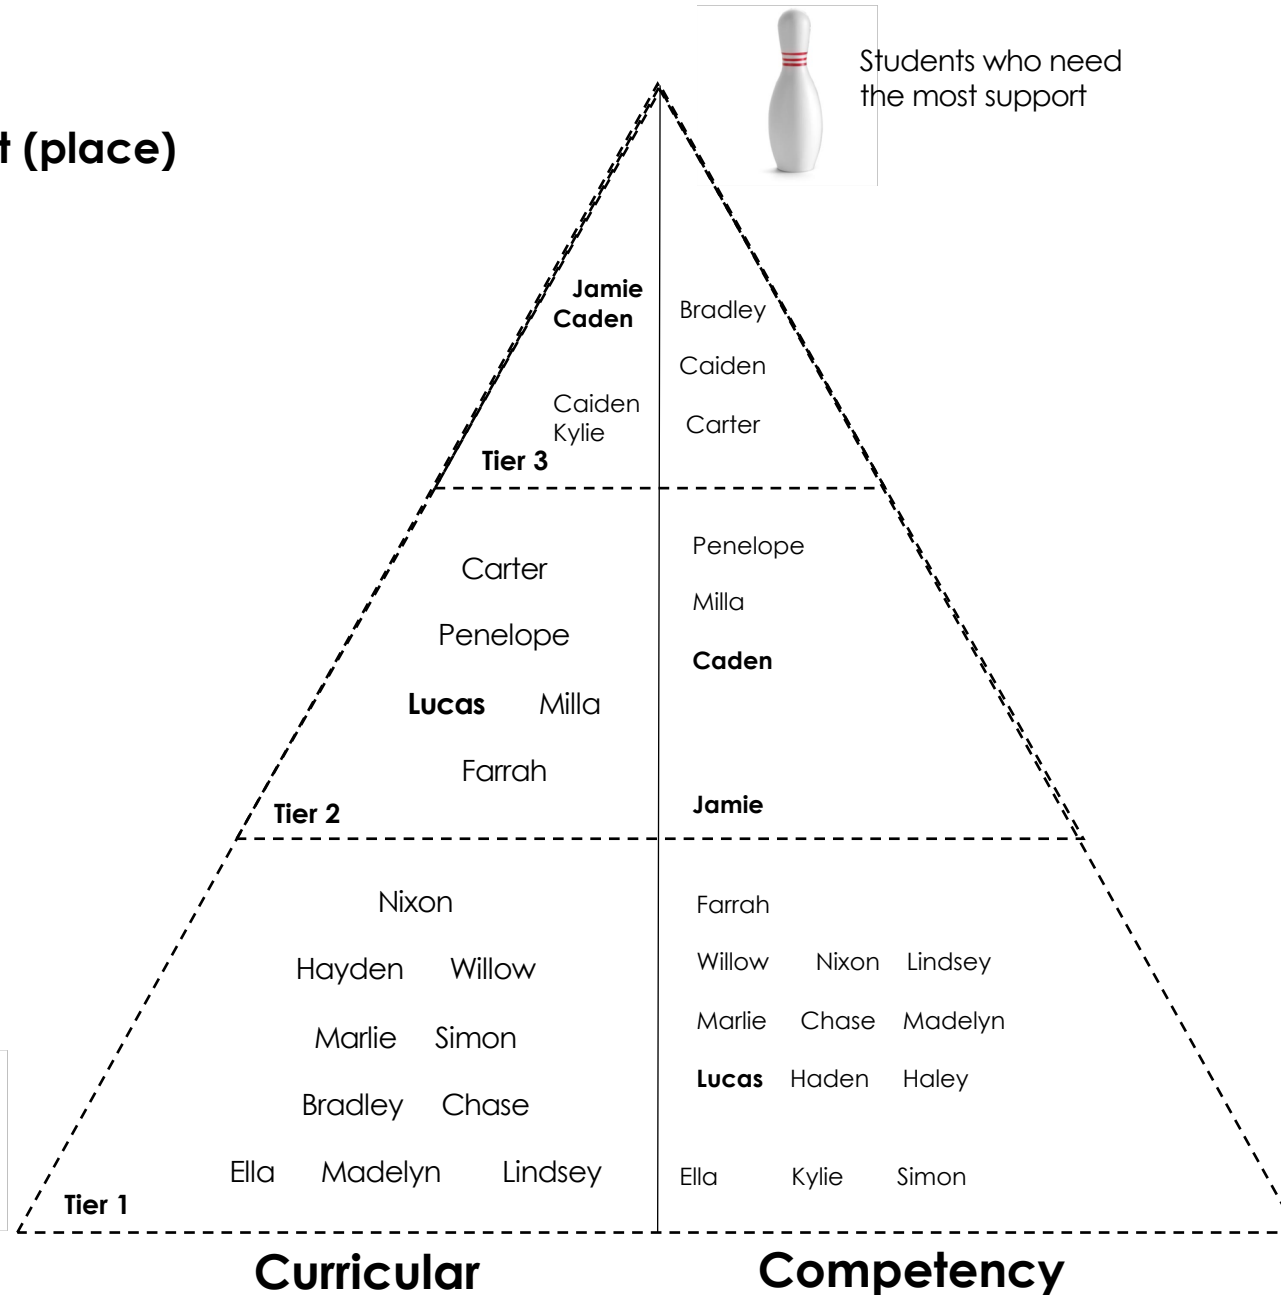 Students who need
the most support
t (place)
Jamie
Caden
Bradley
Caiden
Caiden
Kylie
Carter
Tier 3
Penelope
Carter
Milla
Penelope
Caden
Lucas Milla
Farrah
Tier 2
Jamie
Nixon
Farrah
Hayden Willow
Willow Nixon Lindsey
Marlie Simon
Marlie Chase Madelyn
Bradley Chase
Lucas Haden Haley
Ella Madelyn Lindsey
Ella Kylie Simon
Tier 1
Curricular
Competency